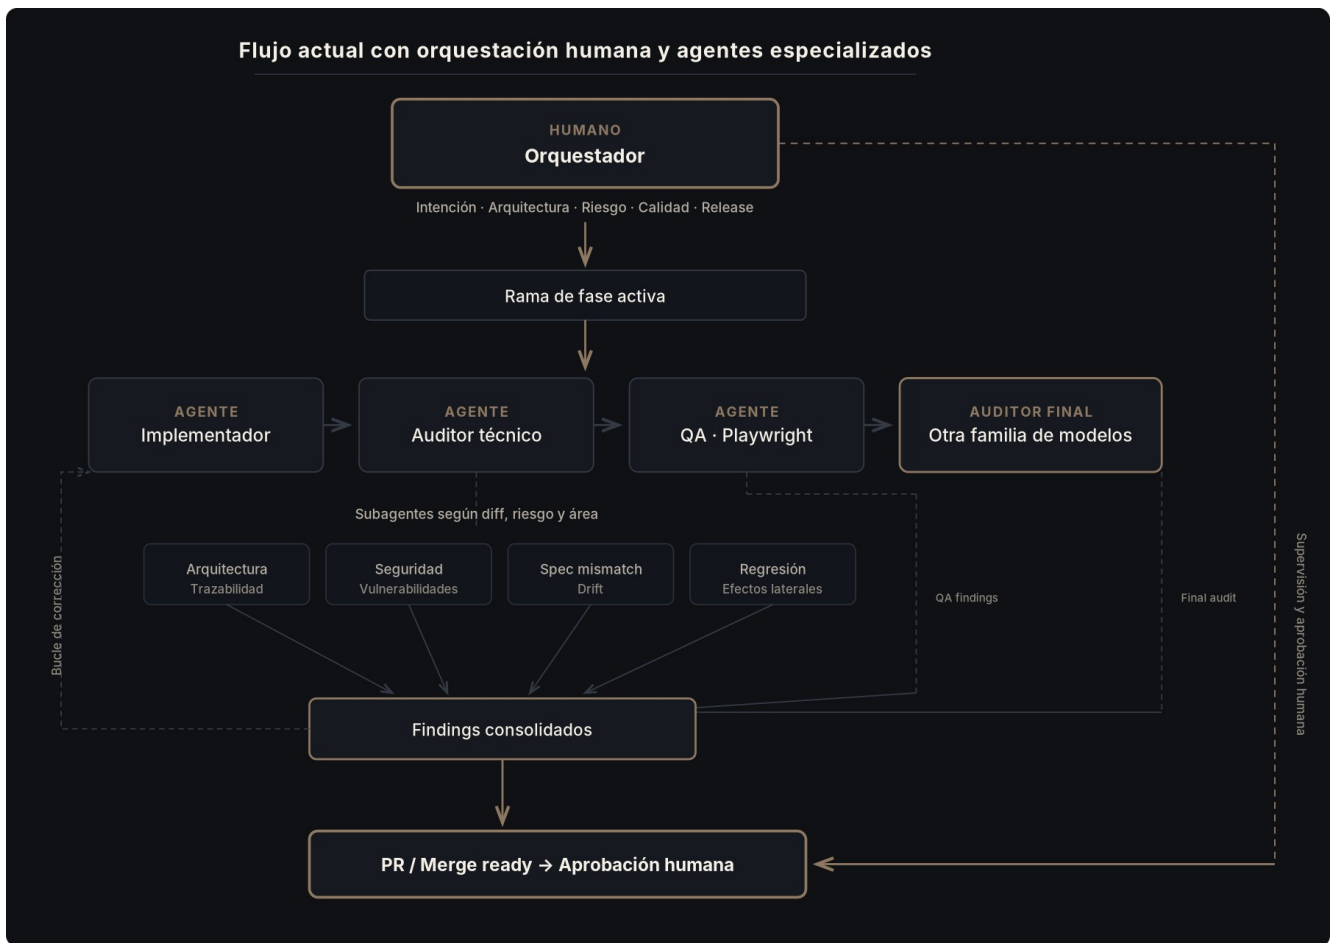 Flujo actual con orquestación humana y agentes especializados
HUMANO
Orquestador
Intención · Arquitectura · Riesgo · Calidad · Release
Rama de fase activa
AGENTE
Implementador
AGENTE
Auditor técnico
AGENTE
QA · Playwright
AUDITOR FINAL
Otra familia de modelos
Subagentes según diff, riesgo y área
Arquitectura
Trazabilidad
Seguridad
Vulnerabilidades
Spec mismatch
Drift
Regresión
Efectos laterales
QA findings
Final audit
Bucle de corrección
Supervisión y aprobación humana
Findings consolidados
PR / Merge ready → Aprobación humana